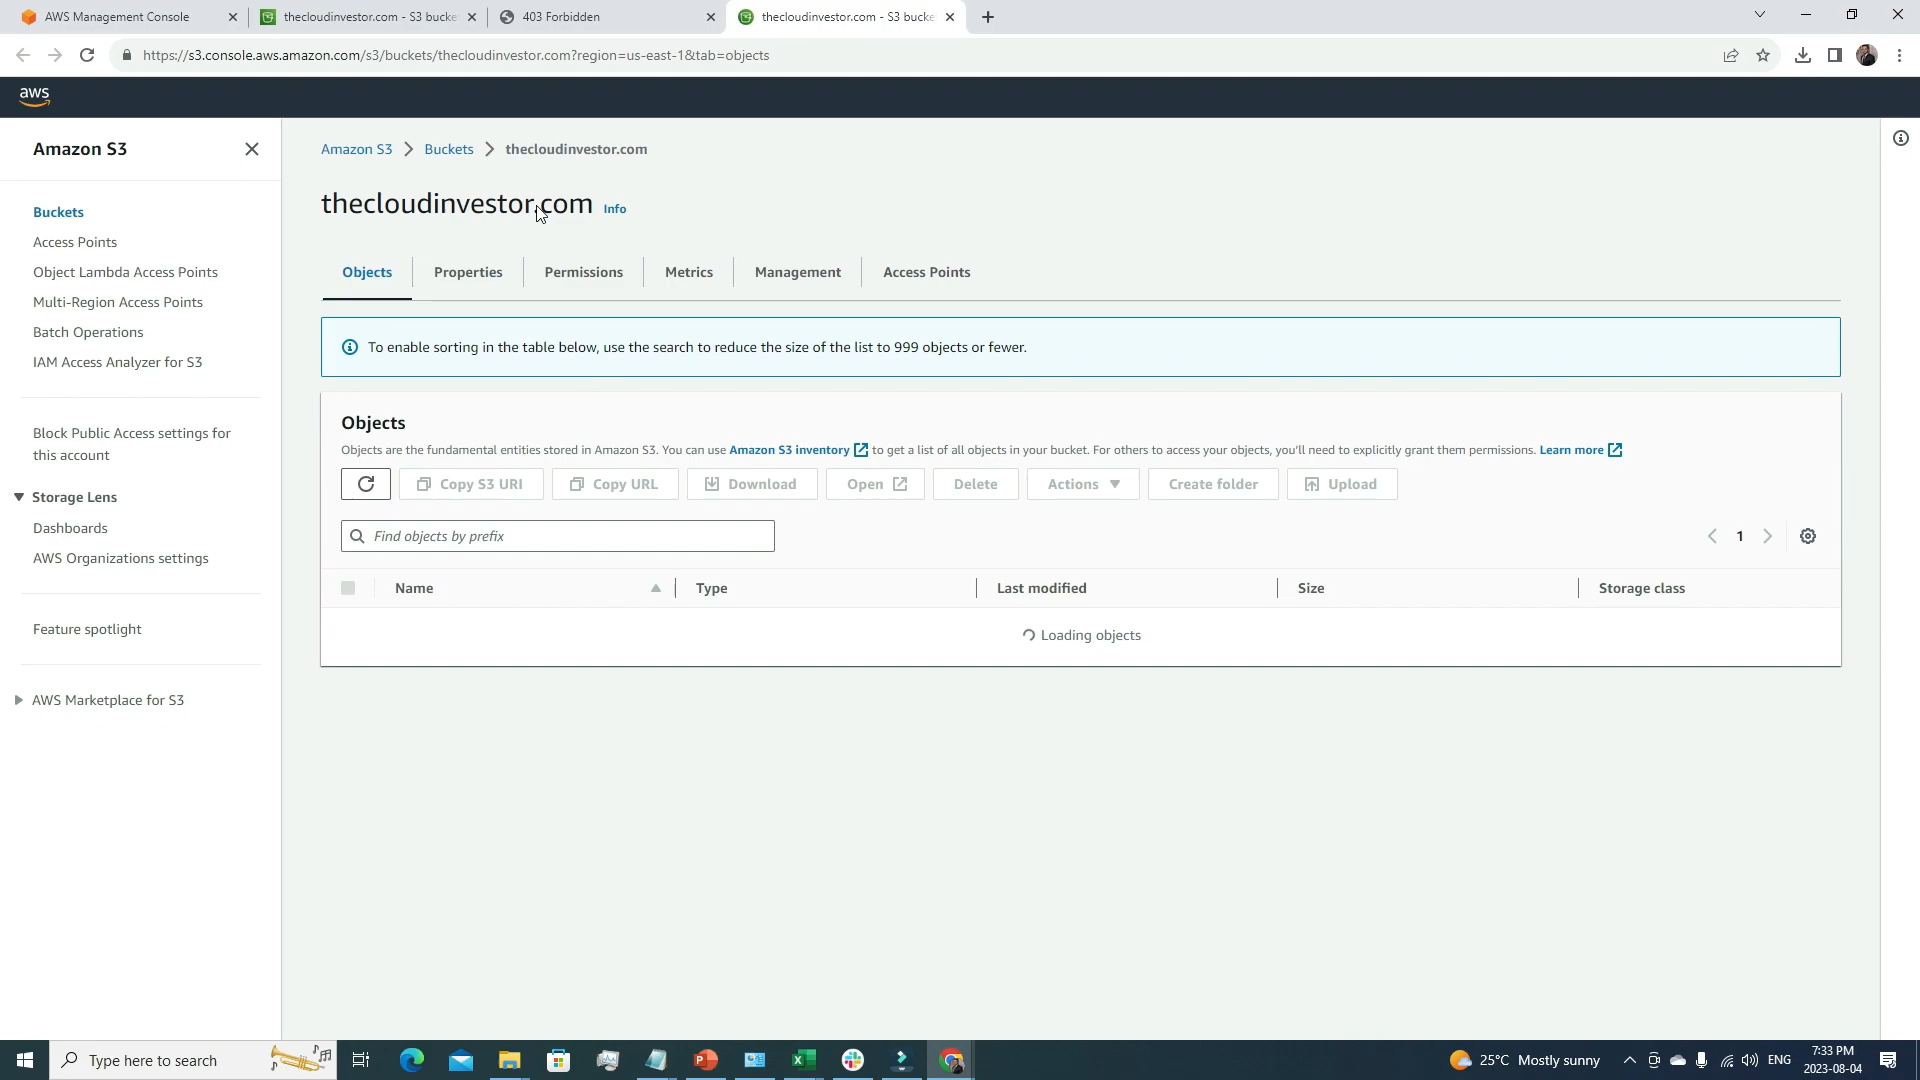 AWS Management Console
thecloudinvestor.com - S3 bucke
403 Forbidden
thecloudinvestor.com - S3 bucke
https://s3.console.aws.amazon.com/s3/buckets/thecloudinvestor.com?region=us-east-1&tab=objects
aws
Amazon S3
Buckets
Access Points
Object Lambda Access Points
Multi-Region Access Points
Batch Operations
IAM Access Analyzer for S3
Block Public Access settings for
this account
Storage Lens
Dashboards
AWS Organizations settings
Feature spotlight
AWS Marketplace for S3
Amazon S3 > Buckets > thecloudinvestor.com
thecloudinvestor.com Info
Objects Properties Permissions Metrics Management Access Points
To enable sorting in the table below, use the search to reduce the size of the list to 999 objects or fewer.
Objects
Objects are the fundamental entities stored in Amazon S3. You can use Amazon S3 inventory to get a list of all objects in your bucket. For others to access your objects, you'll need to explicitly grant them permissions. Learn more
Copy S3 URI Copy URL Download Open Delete Actions Create folder Upload
Find objects by prefix
1
Name Type Last modified Size Storage class
Loading objects
Type here to search
25°C Mostly sunny
ENG
7:33 PM
2023-08-04